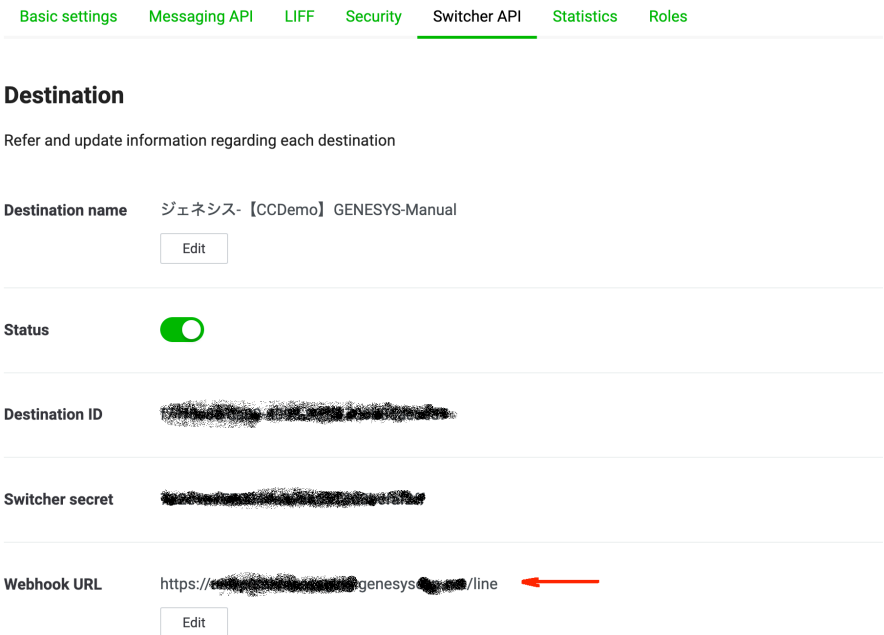 Basic settings Messaging API LIFF Security Switcher API Statistics Roles
Destination
Refer and update information regarding each destination
Destination name ジェネシス-【CCDemo】GENESYS-Manual
Edit
Status
Destination ID
Switcher secret
Webhook URL https:// genesys /line
Edit